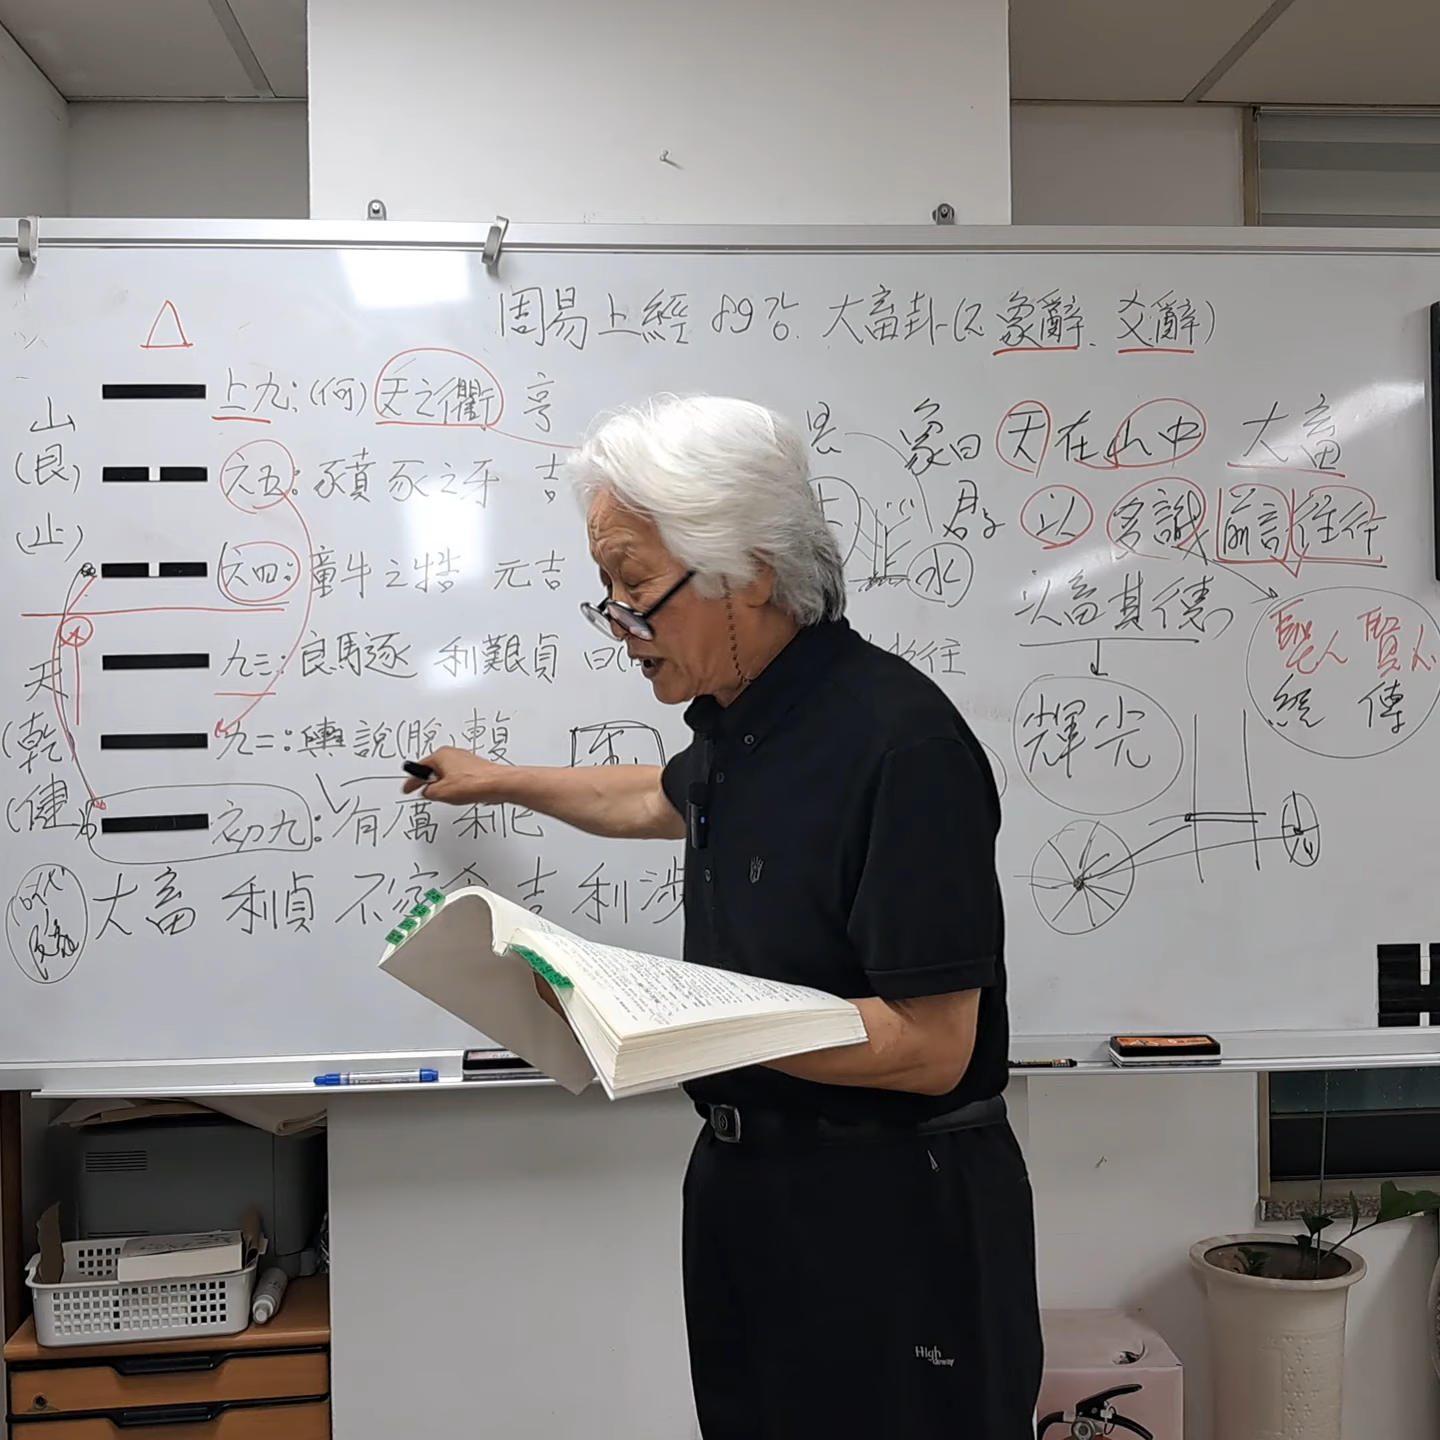 周易上經 89강. 大畜卦(2. 象辭. 爻辭)
上九:(何)天之衢 亨
六五:豶豕之牙 吉
六四:童牛之牿 元吉
九三:良馬逐 利艱貞 曰
往
九二:輿說(脫)輹
初九:有厲 利已
大畜 利貞 不家食 吉 利涉
山
(艮)
(止)
天
(乾)
(健)
象曰 天在山中 大畜
君子 以 多識 前言 往行
以畜其德
輝光
聖人 賢人
經 傳
水
High